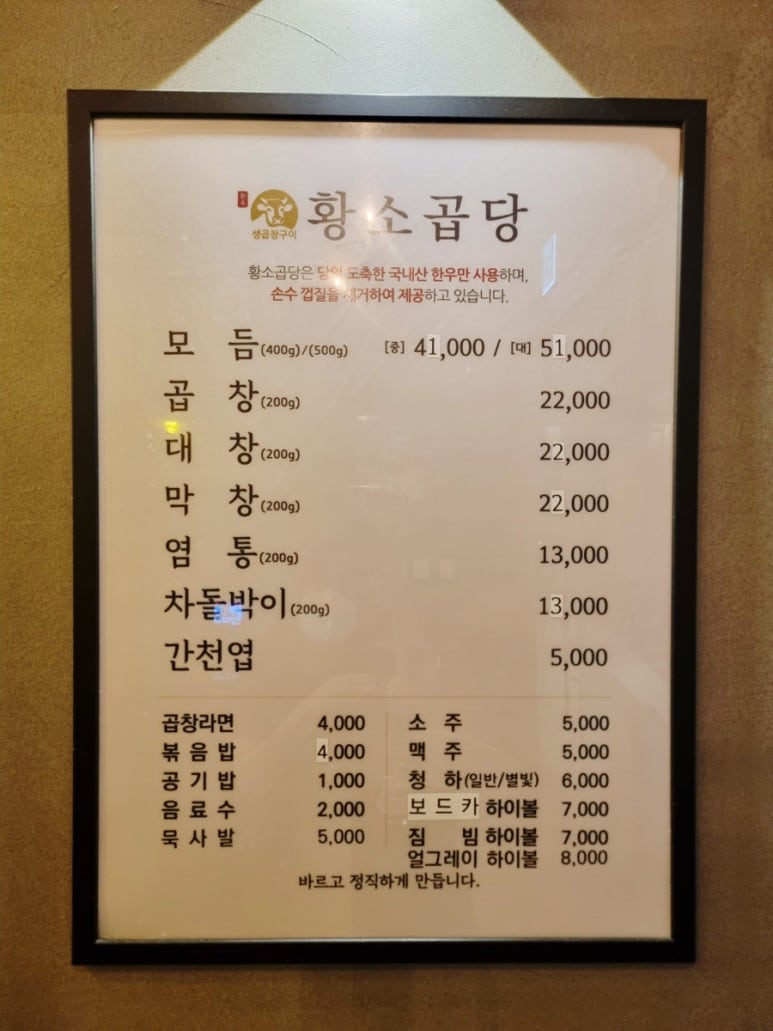 생곱창구이
황소곱당
황소곱당은 당일 도축한 국내산 한우만 사용하며,
손수 껍질을 제거하여 제공하고 있습니다.
모 듬(400g)/(500g) [중] 41,000 / [대] 51,000
곱 창(200g) 22,000
대 창(200g) 22,000
막 창(200g) 22,000
염 통(200g) 13,000
차돌박이(200g) 13,000
간천엽 5,000
곱창라면 4,000
볶음밥 4,000
공기밥 1,000
음료수 2,000
묵사발 5,000
소 주 5,000
맥 주 5,000
청 하(일반/별빛) 6,000
보드카 하이볼 7,000
짐 빔 하이볼 7,000
얼그레이 하이볼 8,000
바르고 정직하게 만듭니다.